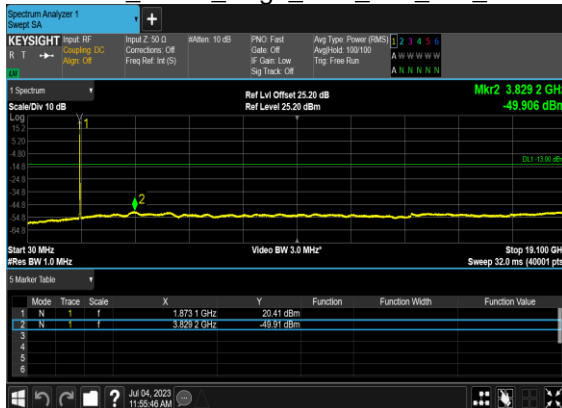 Spectrum Analyzer 1
Swept SA
+
KEYSIGHT Input: RF Input Z: 50 Ω #Atten: 10 dB PNO: Fast Avg Type: Power (RMS) 1 2 3 4 5 6
R T Coupling: DC Corrections: Off Gate: Off Avg|Hold: 100/100 A W W W W W
Align: Off Freq Ref: Int (S) IF Gain: Low Trig: Free Run
Sig Track: Off A N N N N N
LXI
1 Spectrum
Scale/Div 10 dB Ref Lvl Offset 25.20 dB Mkr2 3.829 2 GHz
Ref Level 25.20 dBm -49.906 dBm
Log
15.2 1
5.20
-4.80
DL1 -13.00 dBm
-14.8
-24.8
-34.8
-44.8 2
-54.8
-64.8
Start 30 MHz Video BW 3.0 MHz* Stop 19.100 GH
#Res BW 1.0 MHz Sweep 32.0 ms (40001 pts
5 Marker Table
Mode Trace Scale X Y Function Function Width Function Value
1 N 1 f 1.873 1 GHz 20.41 dBm
2 N 1 f 3.829 2 GHz -49.91 dBm
3
4
5
6
? Jul 04, 2023
11:55:46 AM